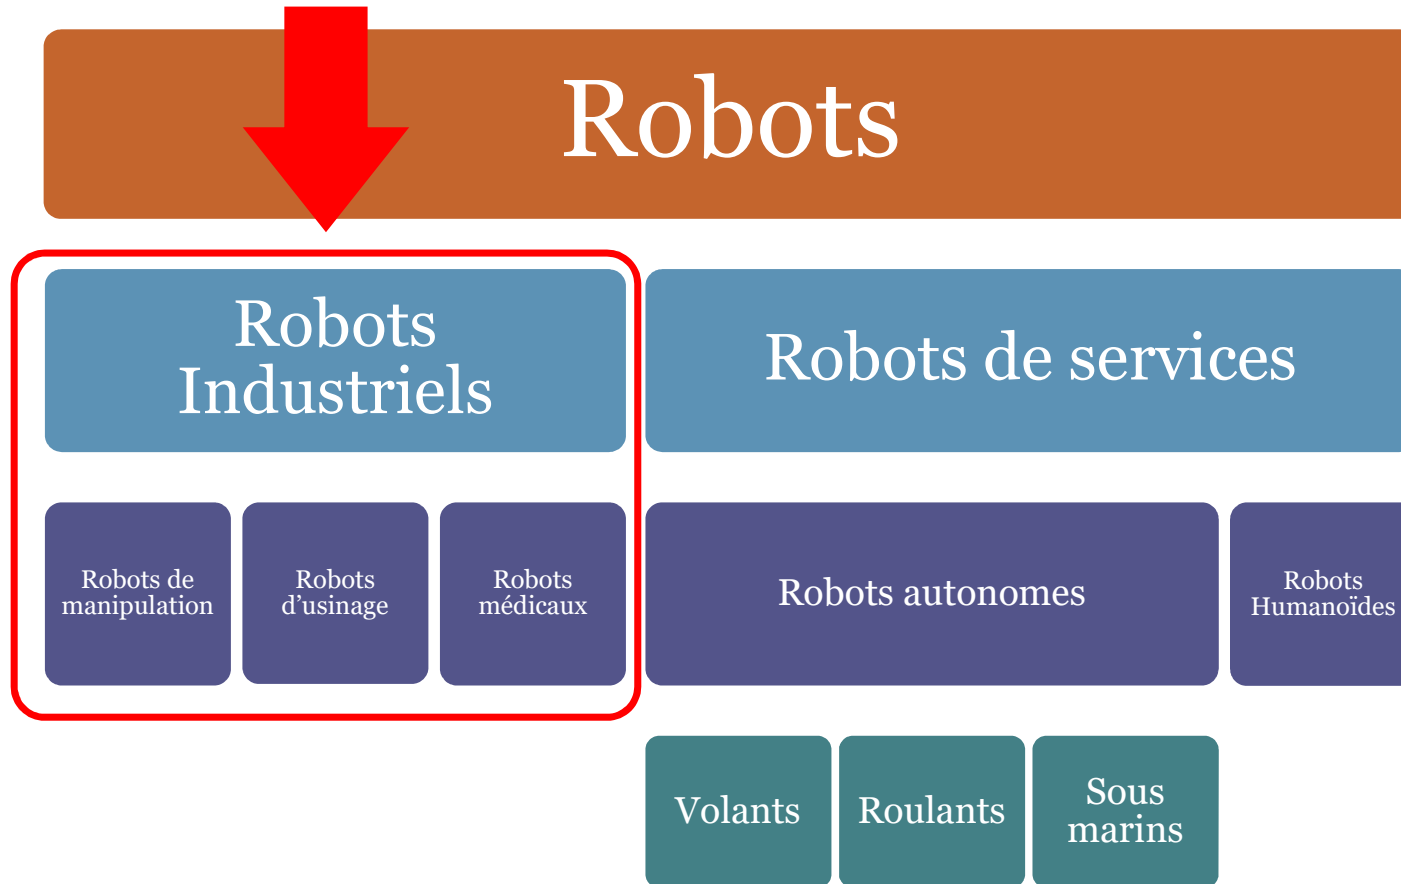 Robots
Robots
Industriels
Robots de services
Robots de
manipulation
Robots
d’usinage
Robots
médicaux
Robots autonomes
Robots
Humanoïdes
Volants
Roulants
Sous
marins